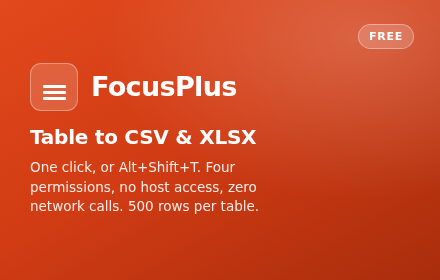 FREE
FocusPlus
Table to CSV & XLSX
One click, or Alt+Shift+T. Four
permissions, no host access, zero
network calls. 500 rows per table.